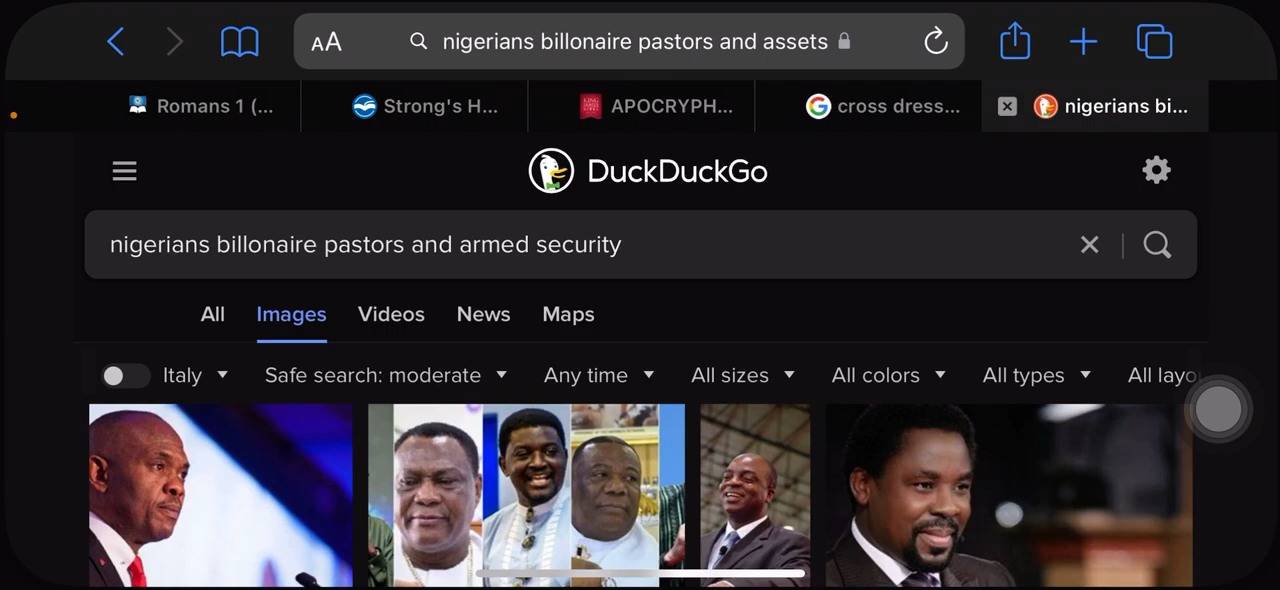 AA nigerians billonaire pastors and assets
Romans 1 (... Strong's H... APOCRYPH... cross dress... nigerians bi...
DuckDuckGo
nigerians billonaire pastors and armed security
All Images Videos News Maps
Italy Safe search: moderate Any time All sizes All colors All types All layo